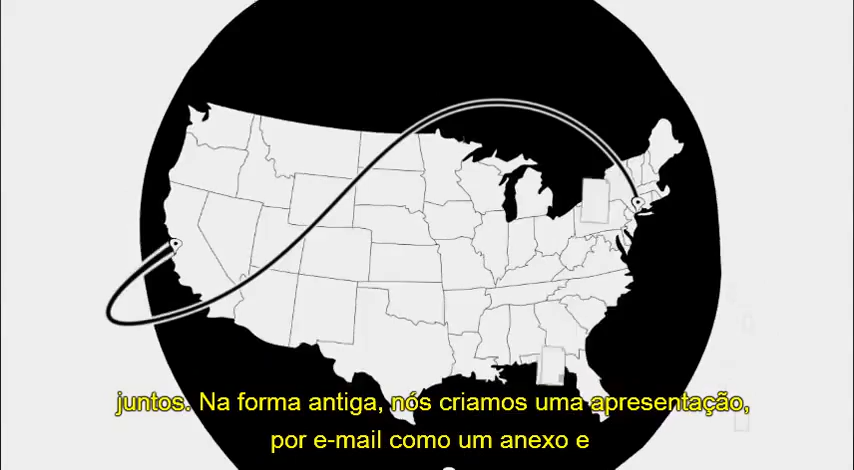 juntos. Na forma antiga, nós criamos uma apresentação,
por e-mail como um anexo e